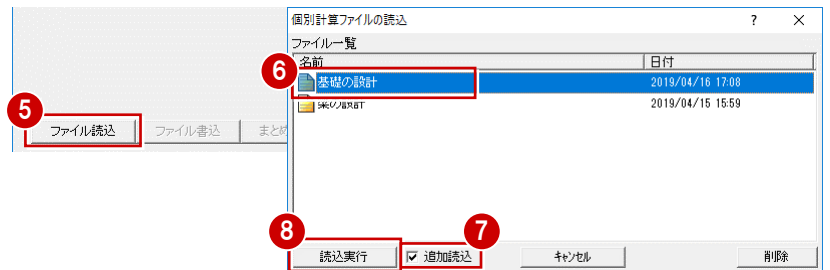 個別計算ファイルの読込
ファイル一覧
名前 日付
6
基礎の設計 2019/04/16 17:08
2019/04/15 15:59
5
ファイル読込 ファイル書込 まとめ
8 7
読込実行 追加読込 キャンセル 削除